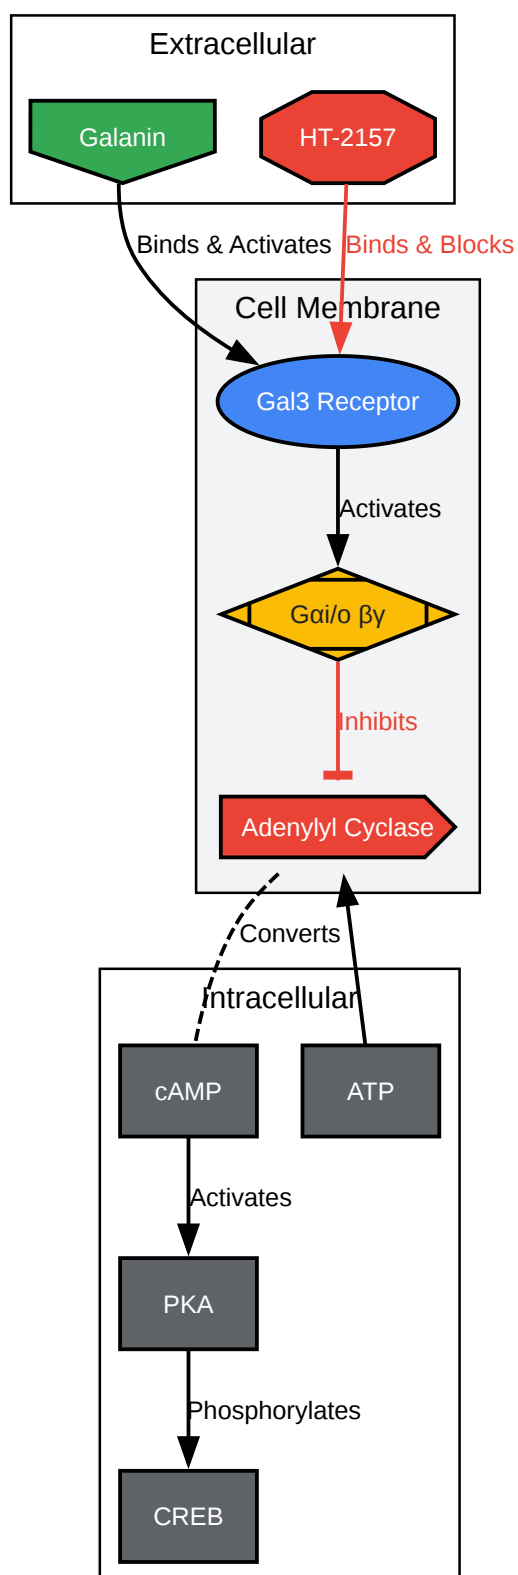 Extracellular
Galanin
HT-2157
Binds & Activates
Binds & Blocks
Cell Membrane
Gal3 Receptor
Activates
Gαi/o βγ
Inhibits
Adenylyl Cyclase
Converts
Intracellular
cAMP
ATP
Activates
PKA
Phosphorylates
CREB